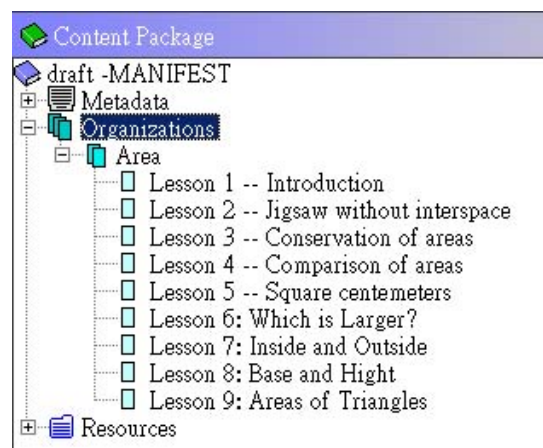 Content Package
draft -MANIFEST
Metadata
Organizations
Area
Lesson 1 -- Introduction
Lesson 2 -- Jigsaw without interspace
Lesson 3 -- Conservation of areas
Lesson 4 -- Comparison of areas
Lesson 5 -- Square centemeters
Lesson 6: Which is Larger?
Lesson 7: Inside and Outside
Lesson 8: Base and Hight
Lesson 9: Areas of Triangles
Resources